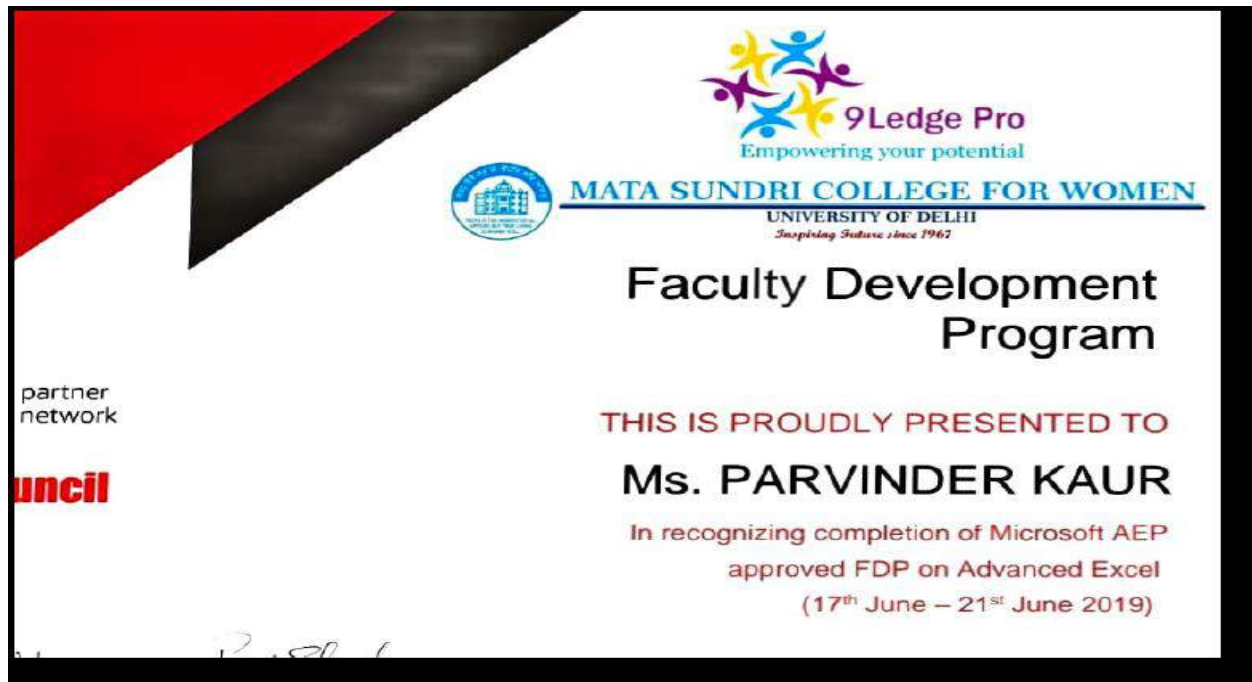 9Ledge Pro
Empowering your potential
MATA SUNDRI COLLEGE FOR WOMEN
UNIVERSITY OF DELHI
Inspiring Future since 1967
Faculty Development
Program
partner
network
THIS IS PROUDLY PRESENTED TO
uncil
Ms. PARVINDER KAUR
In recognizing completion of Microsoft AEP
approved FDP on Advanced Excel
(17th June – 21st June 2019)